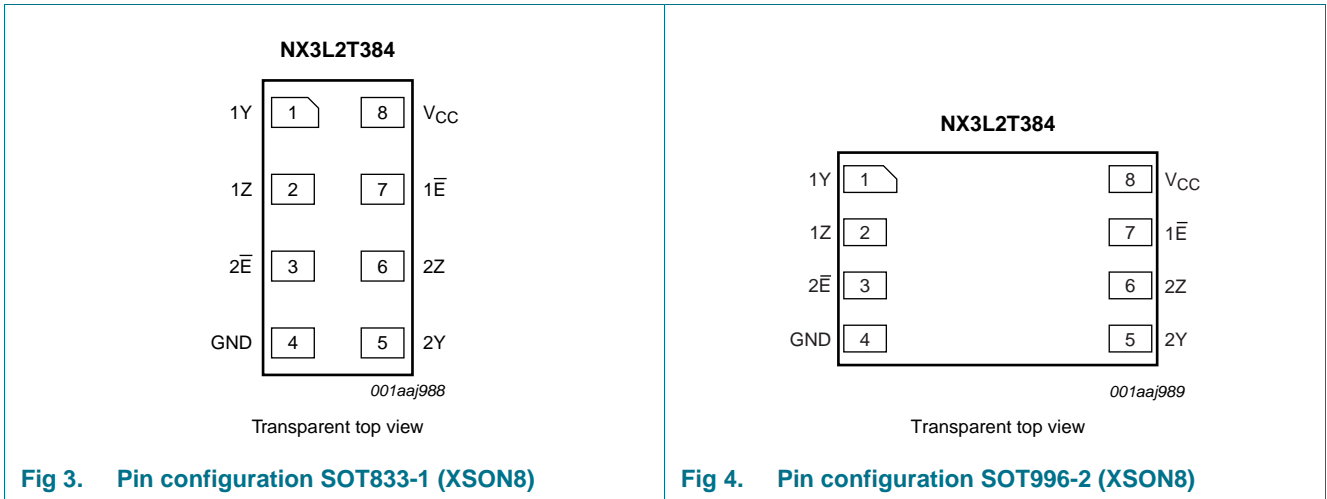 NX3L2T384
1Y 1 8 VCC
1Z 2 7 1E̅
2E̅ 3 6 2Z
GND 4 5 2Y
001aaj988
Transparent top view
Fig 3. Pin configuration SOT833-1 (XSON8)
NX3L2T384
1Y 1 8 VCC
1Z 2 7 1E̅
2E̅ 3 6 2Z
GND 4 5 2Y
001aaj989
Transparent top view
Fig 4. Pin configuration SOT996-2 (XSON8)